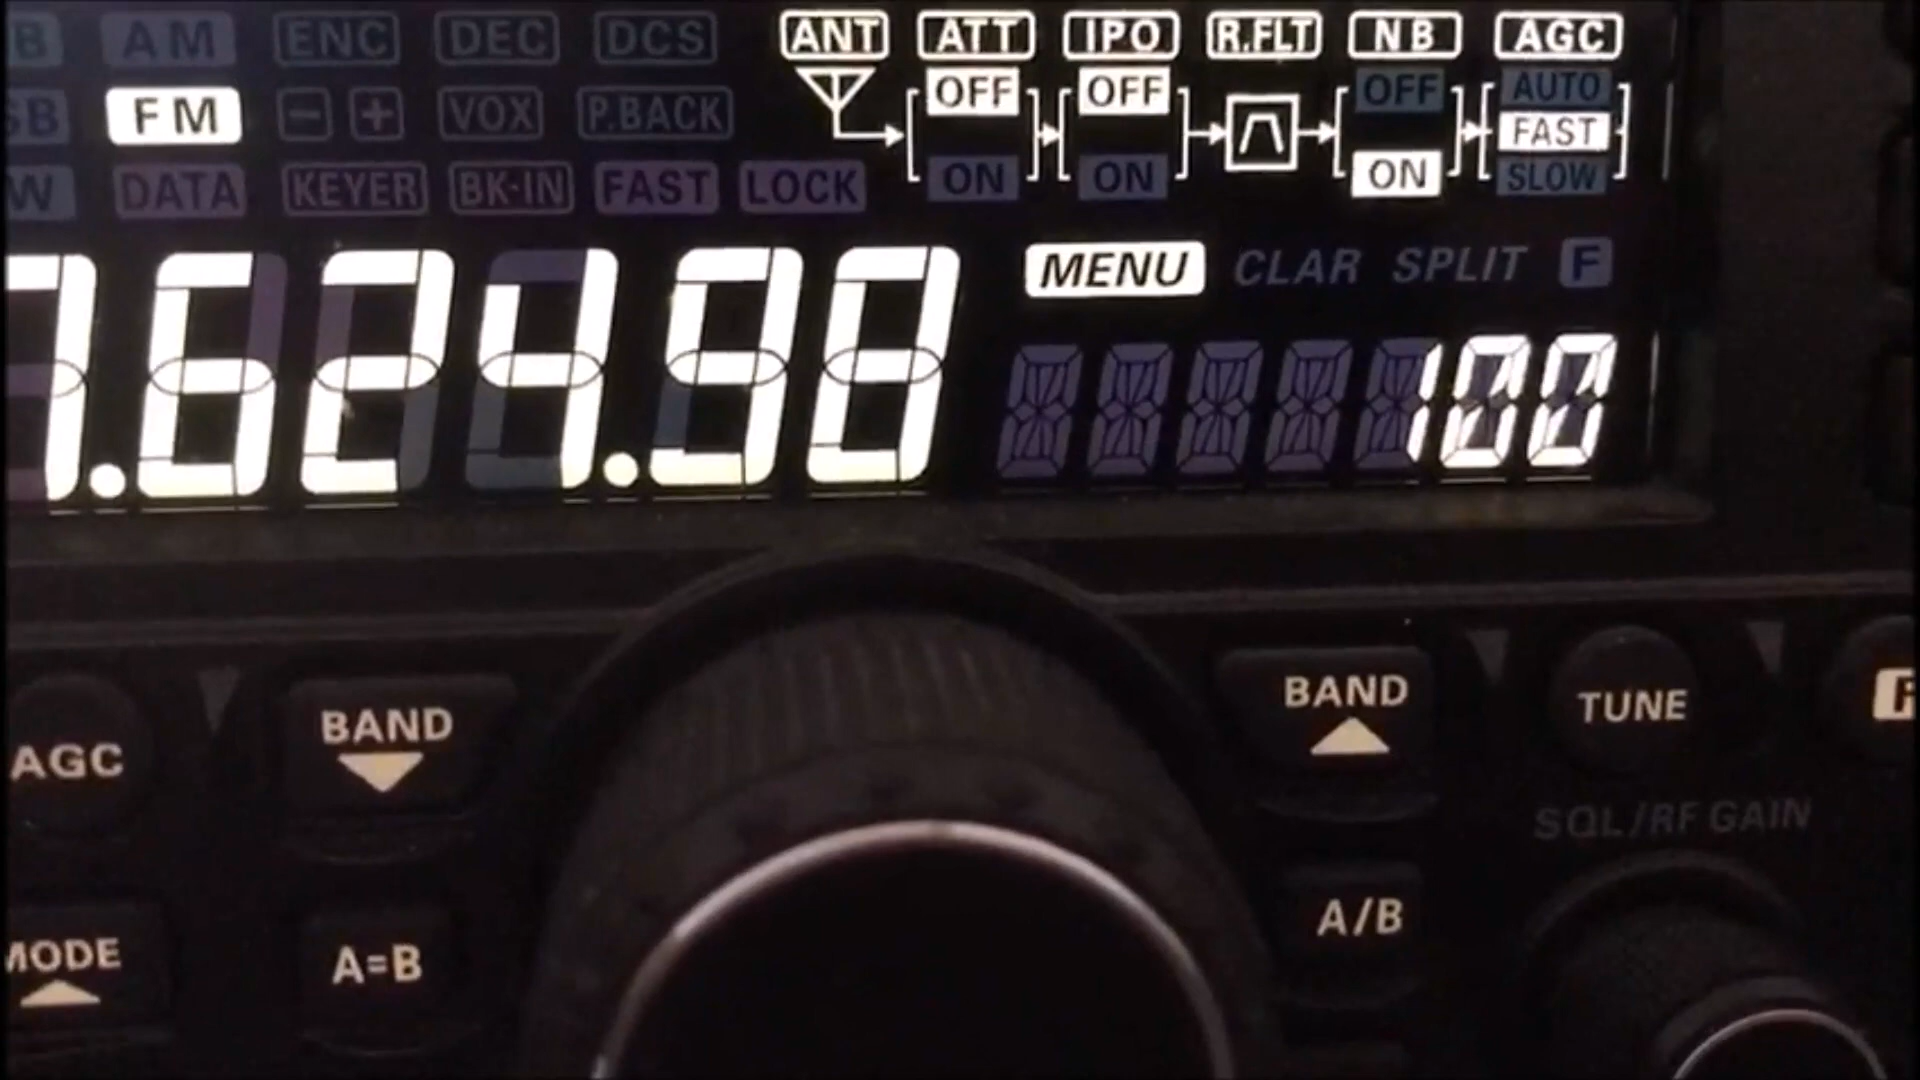 B AM ENC DEC DCS ANT ATT IPO R.FLT NB AGC
OFF OFF OFF AUTO
SB FM − + VOX P.BACK FAST
W DATA KEYER BK-IN FAST LOCK ON ON ON SLOW
MENU CLAR SPLIT F
7.624.98 100
BAND BAND TUNE
AGC
SQL/RF GAIN
A/B
MODE A=B